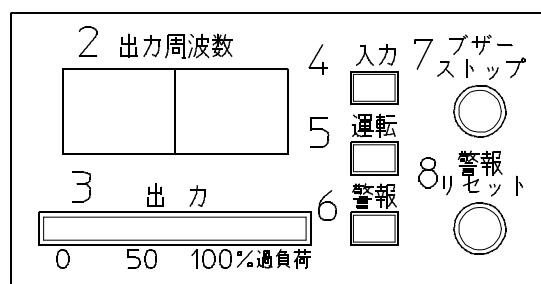 2 出力周波数
3 出力
0 50 100%過負荷
4 入力
5 運転
6 警報
7 ブザー
ストップ
8 警報
リセット